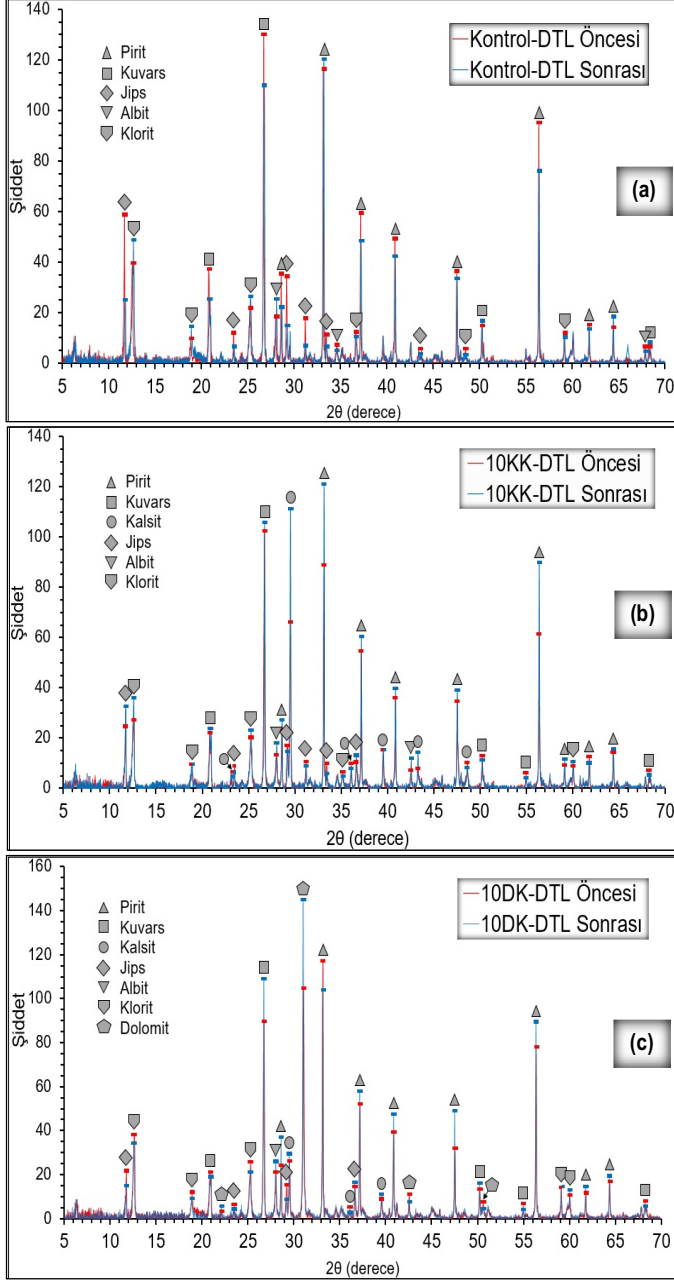 140
120
100
80
60
40
20
0
Şiddet
Pirit
Kuvars
Jips
Albit
Klorit
Kontrol-DTL Öncesi
Kontrol-DTL Sonrası
(a)
5 10 15 20 25 30 35 40 45 50 55 60 65 70
2θ (derece)
140
120
100
80
60
40
20
0
Şiddet
Pirit
Kuvars
Kalsit
Jips
Albit
Klorit
10KK-DTL Öncesi
10KK-DTL Sonrası
(b)
5 10 15 20 25 30 35 40 45 50 55 60 65 70
2θ (derece)
160
140
120
100
80
60
40
20
0
Şiddet
Pirit
Kuvars
Kalsit
Jips
Albit
Klorit
Dolomit
10DK-DTL Öncesi
10DK-DTL Sonrası
(c)
5 10 15 20 25 30 35 40 45 50 55 60 65 70
2θ (derece)